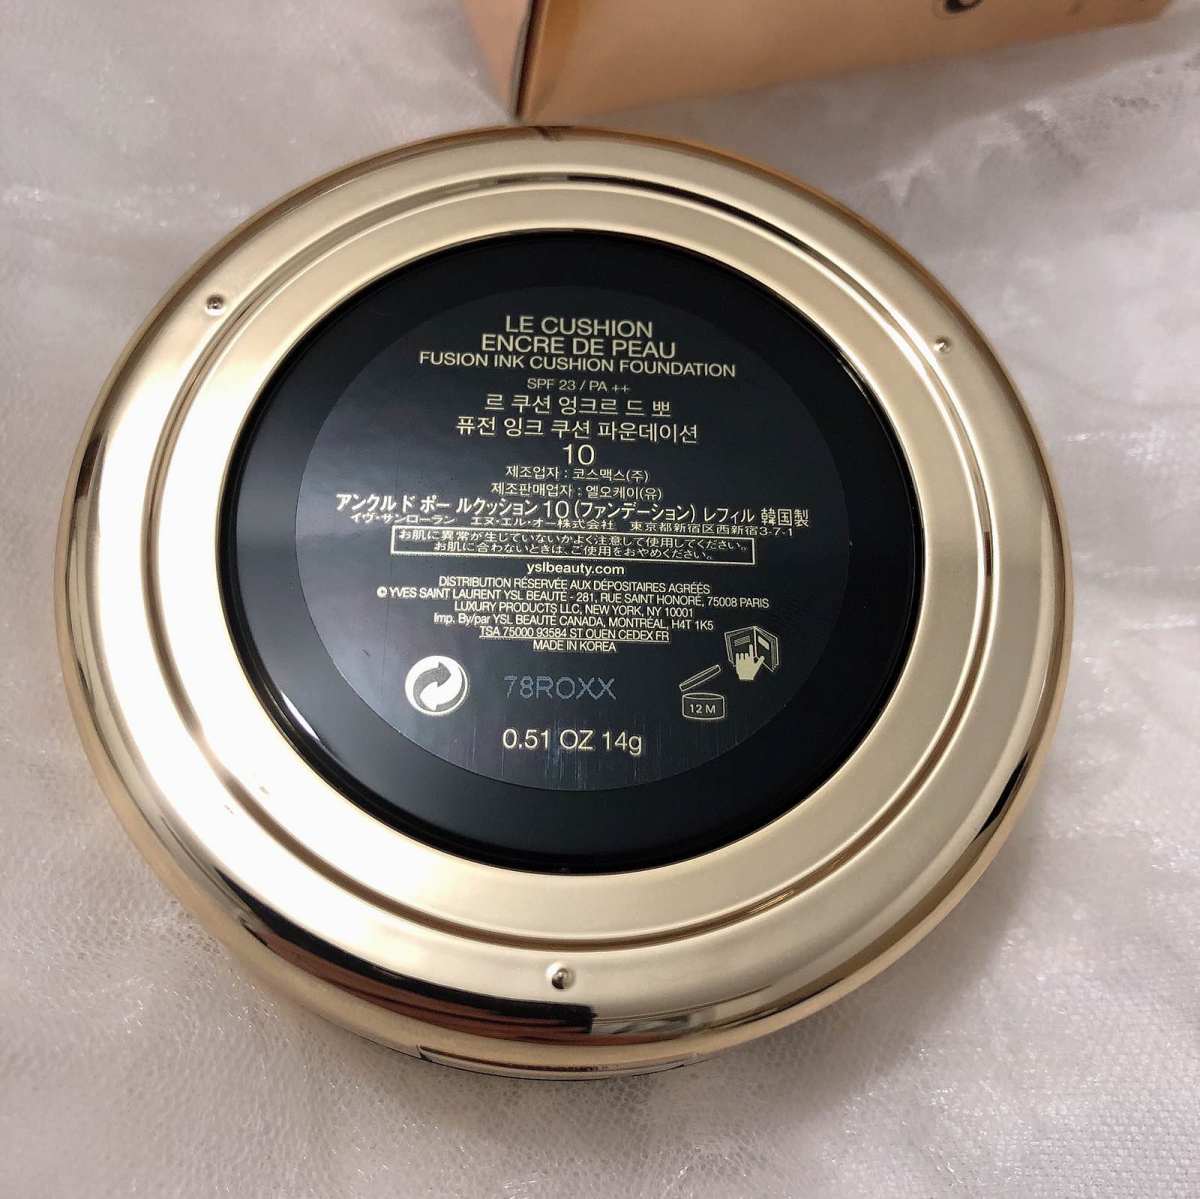 LE CUSHION
ENCRE DE PEAU
FUSION INK CUSHION FOUNDATION
SPF 23 / PA ++
르 쿠션 엉크르 드 뽀
퓨전 잉크 쿠션 파운데이션
10
제조업자 : 코스맥스(주)
제조판매업자 : 엘오케이(유)
アンクル ド ポー ルクッション 10 (ファンデーション) レフィル 韓国製
イヴ・サンローラン エヌ・エル・オー株式会社 東京都新宿区西新宿3-7-1
お肌に異常が生じていないかよく注意して使用してください。
お肌に合わないときは、ご使用をおやめください。
yslbeauty.com
DISTRIBUTION RÉSERVÉE AUX DÉPOSITAIRES AGRÉÉS
© YVES SAINT LAURENT YSL BEAUTÉ - 281, RUE SAINT HONORÉ, 75008 PARIS
LUXURY PRODUCTS LLC, NEW YORK, NY 10001
Imp. By/par YSL BEAUTÉ CANADA, MONTRÉAL, H4T 1K5
TSA 75000 93584 ST OUEN CEDEX FR
MADE IN KOREA
78ROXX
12 M
0.51 OZ 14g